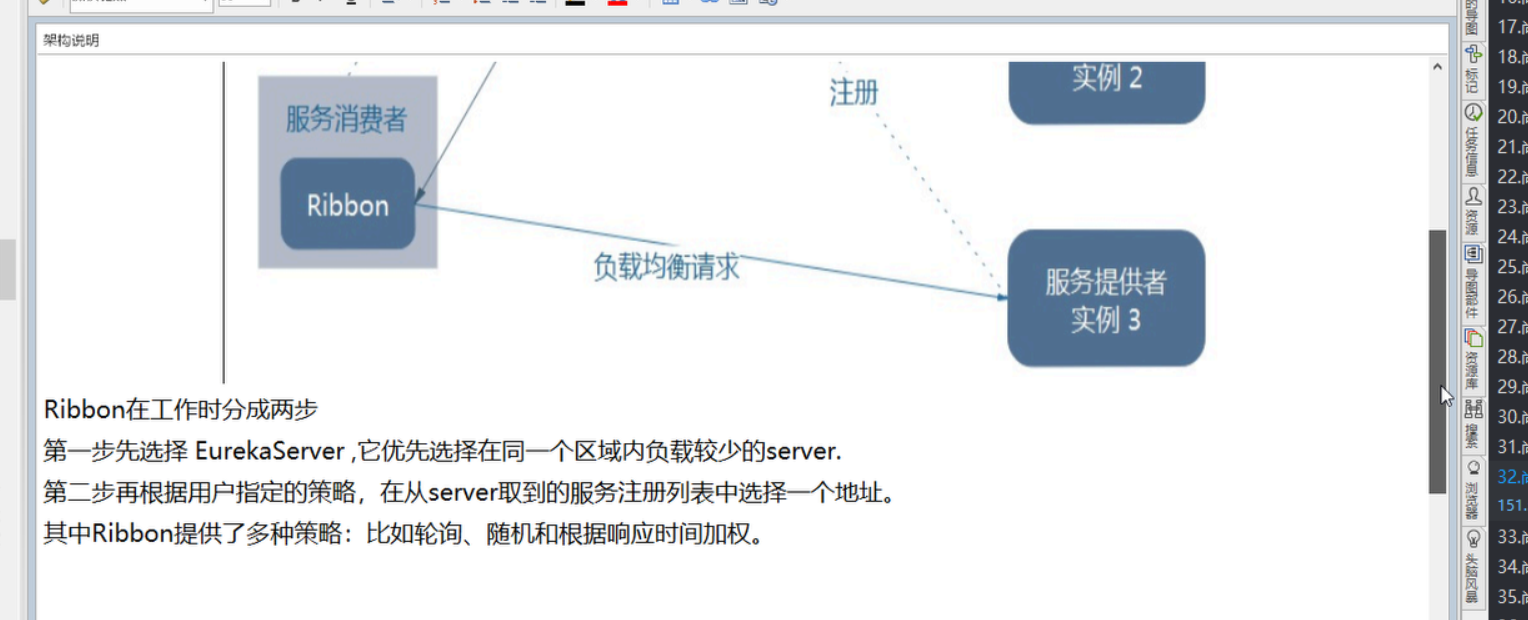 架构说明
实例 2
注册
服务消费者
Ribbon
负载均衡请求
服务提供者
实例 3
Ribbon在工作时分成两步
第一步先选择 EurekaServer ,它优先选择在同一个区域内负载较少的server.
第二步再根据用户指定的策略，在从server取到的服务注册列表中选择一个地址。
其中Ribbon提供了多种策略：比如轮询、随机和根据响应时间加权。
的导图
标记
任务信息
资源
导图部件
资源库
搜索
浏览器
头脑风暴
17.
18.
19.
20.
21.
22.
23.
24.
25.
26.
27.
28.
29.
30.
31.
32.
151.
33.
34.
35.